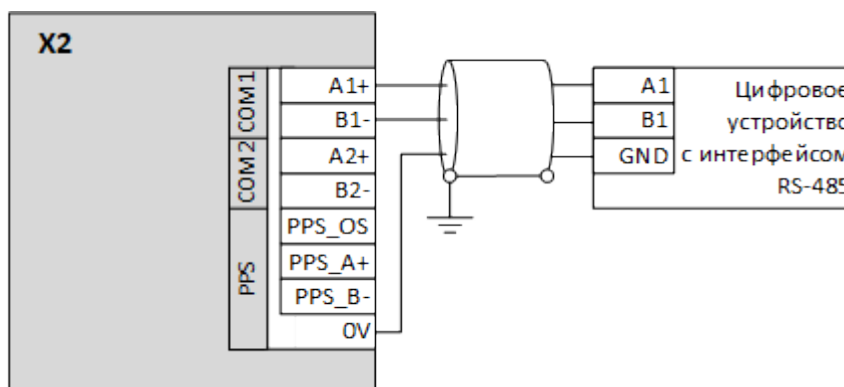 X2
COM1
A1+
B1-
COM2
A2+
B2-
PPS
PPS_OS
PPS_A+
PPS_B-
0V
A1
B1
GND
Цифровое
устройство
с интерфейсом
RS-485